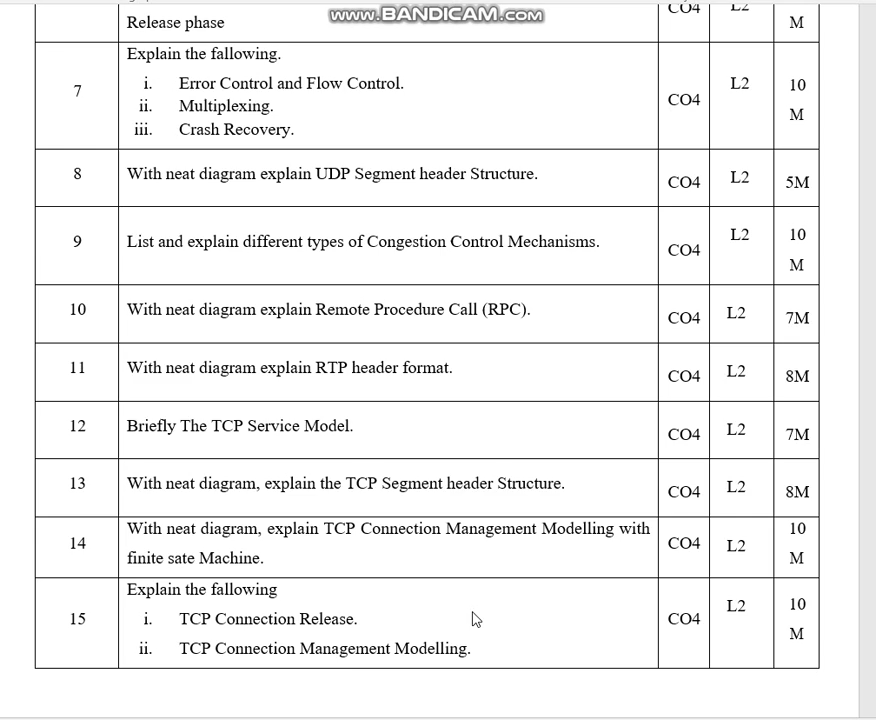 www.BANDICAM.com
Release phase CO4 L2 M
Explain the fallowing.
i. Error Control and Flow Control. L2 10
7 ii. Multiplexing. CO4 M
iii. Crash Recovery.
8 With neat diagram explain UDP Segment header Structure. CO4 L2 5M
L2 10
9 List and explain different types of Congestion Control Mechanisms. CO4
M
10 With neat diagram explain Remote Procedure Call (RPC). CO4 L2 7M
11 With neat diagram explain RTP header format. CO4 L2 8M
12 Briefly The TCP Service Model. CO4 L2 7M
13 With neat diagram, explain the TCP Segment header Structure. CO4 L2 8M
With neat diagram, explain TCP Connection Management Modelling with 10
14 CO4 L2
finite sate Machine. M
Explain the fallowing L2 10
15 i. TCP Connection Release. CO4
ii. TCP Connection Management Modelling. M